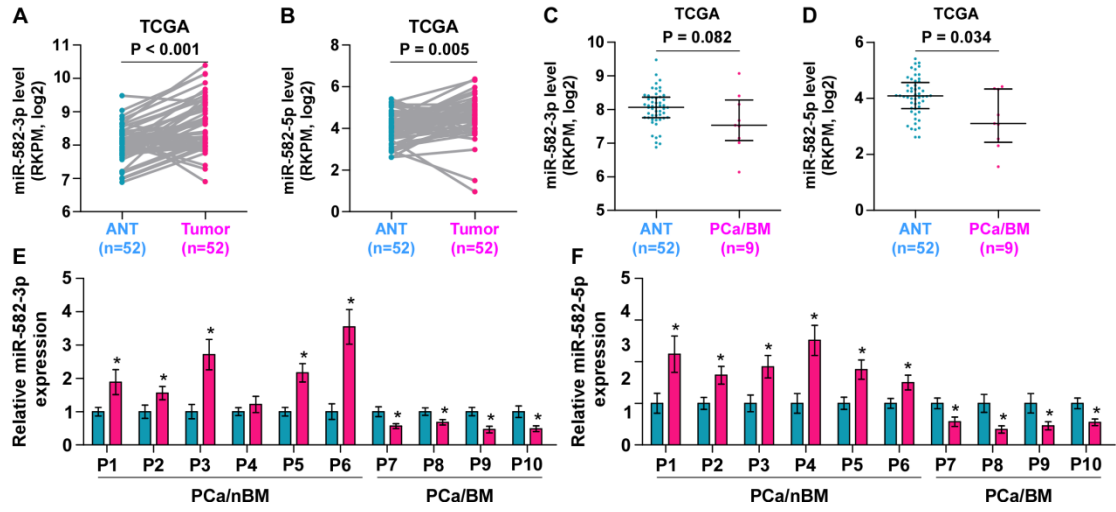 A
TCGA
P < 0.001
miR-582-3p level
(RKPM, log2)
11
10
9
8
7
6
ANT
(n=52)
Tumor
(n=52)
B
TCGA
P = 0.005
miR-582-5p level
(RKPM, log2)
8
6
4
2
0
ANT
(n=52)
Tumor
(n=52)
C
TCGA
P = 0.082
miR-582-3p level
(RKPM, log2)
10
9
8
7
6
5
ANT
(n=52)
PCa/BM
(n=9)
D
TCGA
P = 0.034
miR-582-5p level
(RKPM, log2)
6
4
2
0
ANT
(n=52)
PCa/BM
(n=9)
E
Relative miR-582-3p
expression
5
4
3
2
1
0
* * * * * * * * *
P1 P2 P3 P4 P5 P6 P7 P8 P9 P10
PCa/nBM PCa/BM
F
Relative miR-582-5p
expression
5
4
3
2
1
0
* * * * * * * * * *
P1 P2 P3 P4 P5 P6 P7 P8 P9 P10
PCa/nBM PCa/BM